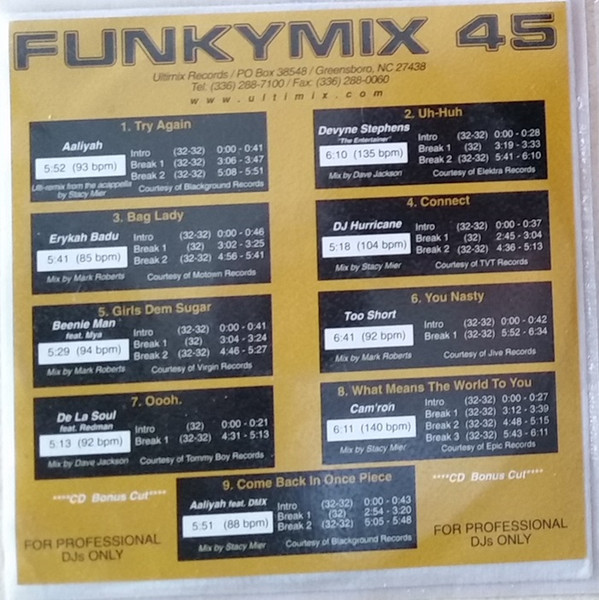 FUNKYMIX 45
Ultimix Records / PO Box 38548 / Greensboro, NC 27438
Tel: (336) 288-7100 / Fax: (336) 288-0060
www.ultimix.com
1. Try Again
Aaliyah
5:52 (93 bpm)
Intro (32-32) 0:00 - 0:41
Break 1 (32-32) 3:06 - 3:47
Break 2 (32-32) 5:08 - 5:51
Ulti-remix from the acappella
by Stacy Mier
Courtesy of Blackground Records
2. Uh-Huh
Devyne Stephens
"The Entertainer"
6:10 (135 bpm)
Intro (32-32) 0:00 - 0:28
Break 1 (32) 3:19 - 3:33
Break 2 (32-32) 5:41 - 6:10
Mix by Dave Jackson
Courtesy of Elektra Records
3. Bag Lady
Erykah Badu
5:41 (85 bpm)
Intro (32-32) 0:00 - 0:46
Break 1 (32) 3:02 - 3:25
Break 2 (32-32) 4:56 - 5:41
Mix by Mark Roberts
Courtesy of Motown Records
4. Connect
DJ Hurricane
5:18 (104 bpm)
Intro (32-32) 0:00 - 0:37
Break 1 (32) 2:45 - 3:04
Break 2 (32-32) 4:36 - 5:13
Mix by Stacy Mier
Courtesy of TVT Records
5. Girls Dem Sugar
Beenie Man
feat. Mya
5:29 (94 bpm)
Intro (32-32) 0:00 - 0:41
Break 1 (32) 3:04 - 3:24
Break 2 (32-32) 4:46 - 5:27
Mix by Mark Roberts
Courtesy of Virgin Records
6. You Nasty
Too Short
6:41 (92 bpm)
Intro (32-32) 0:00 - 0:42
Break 1 (32-32) 5:52 - 6:34
Mix by Mark Roberts
Courtesy of Jive Records
7. Oooh.
De La Soul
feat. Redman
5:13 (92 bpm)
Intro (32) 0:00 - 0:21
Break 1 (32-32) 4:31 - 5:13
Mix by Dave Jackson
Courtesy of Tommy Boy Records
8. What Means The World To You
Cam'ron
6:11 (140 bpm)
Intro (32-32) 0:00 - 0:27
Break 1 (32-32) 3:12 - 3:39
Break 2 (32-32) 4:48 - 5:15
Break 3 (32-32) 5:43 - 6:11
Mix by Stacy Mier
Courtesy of Epic Records
****CD Bonus Cut****
****CD Bonus Cut****
9. Come Back In Once Piece
Aaliyah feat. DMX
5:51 (88 bpm)
Intro (32-32) 0:00 - 0:43
Break 1 (32) 2:54 - 3:20
Break 2 (32-32) 5:05 - 5:48
Mix by Stacy Mier
Courtesy of Blackground Records
FOR PROFESSIONAL
DJs ONLY
FOR PROFESSIONAL
DJs ONLY